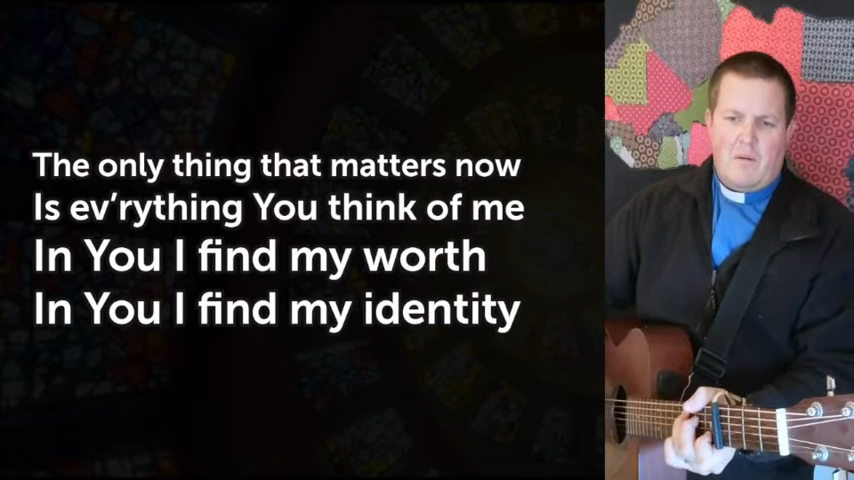 The only thing that matters now
Is ev’rything You think of me
In You I find my worth
In You I find my identity